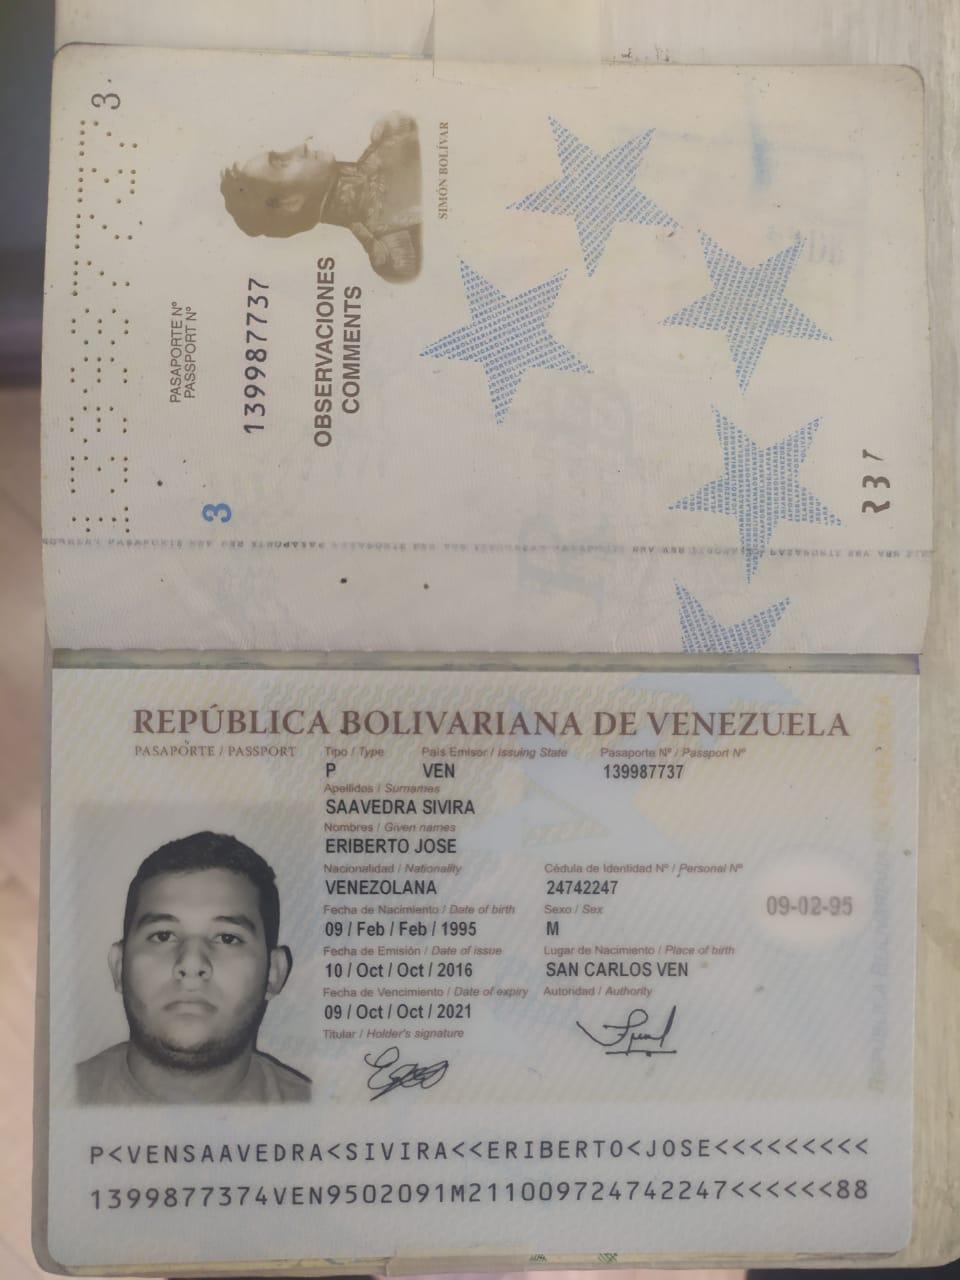 3
PASAPORTE Nº
PASSPORT Nº
139987737
SIMÓN BOLÍVAR
OBSERVACIONES
COMMENTS
3
REPÚBLICA BOLIVARIANA DE VENEZUELA
PASAPORTE / PASSPORT
Tipo / Type País Emisor / Issuing State Pasaporte Nº / Passport Nº
P VEN 139987737
Apellidos / Surnames
SAAVEDRA SIVIRA
Nombres / Given names
ERIBERTO JOSE
Nacionalidad / Nationality Cédula de Identidad Nº / Personal Nº
VENEZOLANA 24742247
09-02-95
Fecha de Nacimiento / Date of birth Sexo / Sex
09 / Feb / Feb / 1995 M
Fecha de Emisión / Date of issue Lugar de Nacimiento / Place of birth
10 / Oct / Oct / 2016 SAN CARLOS VEN
Fecha de Vencimiento / Date of expiry Autoridad / Authority
09 / Oct / Oct / 2021
Titular / Holder's signature
P<VENSAAVEDRA<SIVIRA<<ERIBERTO<JOSE<<<<<<<<<
1399877374VEN9502091M211009724742247<<<<<<88